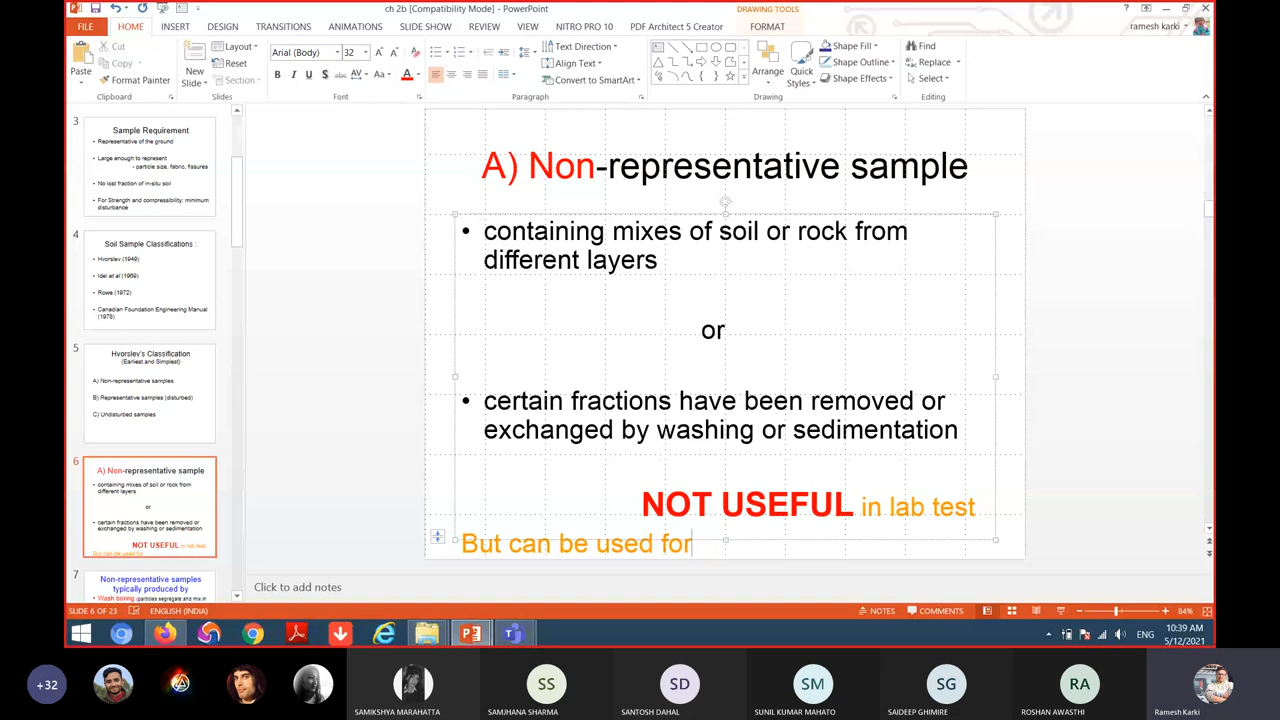 ch 2b [Compatibility Mode] - PowerPoint
DRAWING TOOLS
FILE HOME INSERT DESIGN TRANSITIONS ANIMATIONS SLIDE SHOW REVIEW VIEW NITRO PRO 10 PDF Architect 5 Creator FORMAT
ramesh karki
Paste
Cut
Copy
Format Painter
Clipboard
New Slide
Layout
Reset
Section
Slides
Arial (Body) 32
Font
Text Direction
Align Text
Convert to SmartArt
Paragraph
Arrange
Quick Styles
Shape Fill
Shape Outline
Shape Effects
Drawing
Find
Replace
Select
Editing
3
Sample Requirement
Representative of the ground
Large enough to represent
- particle size, fabric, fissures
No lost fraction of in-situ soil
For Strength and compressibility: minimum
disturbance
4
Soil Sample Classifications :
Hvorslev (1949)
Idel et al (1969)
Rowe (1972)
Canadian Foundation Engineering Manual
(1978)
5
Hvorslev's Classification
(Earliest and Simplest)
A) Non-representative samples
B) Representative samples (disturbed)
C) Undisturbed samples
6
A) Non-representative sample
containing mixes of soil or rock from
different layers
or
certain fractions have been removed or
exchanged by washing or sedimentation
NOT USEFUL in lab test
But can be used for
7
Non-representative samples
typically produced by
Wash boring (particles segregate and mix in
A) Non-representative sample
• containing mixes of soil or rock from
different layers
or
• certain fractions have been removed or
exchanged by washing or sedimentation
NOT USEFUL in lab test
But can be used for
Click to add notes
SLIDE 6 OF 23 ENGLISH (INDIA) NOTES COMMENTS 84%
ENG
10:39 AM
5/12/2021
+32
SS
SD
SM
SG
RA
SAMIKSHYA MARAHATTA
SAMJHANA SHARMA
SANTOSH DAHAL
SUNIL KUMAR MAHATO
SAIDEEP GHIMIRE
ROSHAN AWASTHI
Ramesh Karki